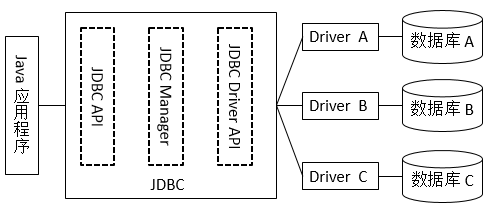 Java 应用程序
JDBC API
JDBC Manager
JDBC Driver API
JDBC
Driver A
数据库 A
Driver B
数据库 B
Driver C
数据库 C